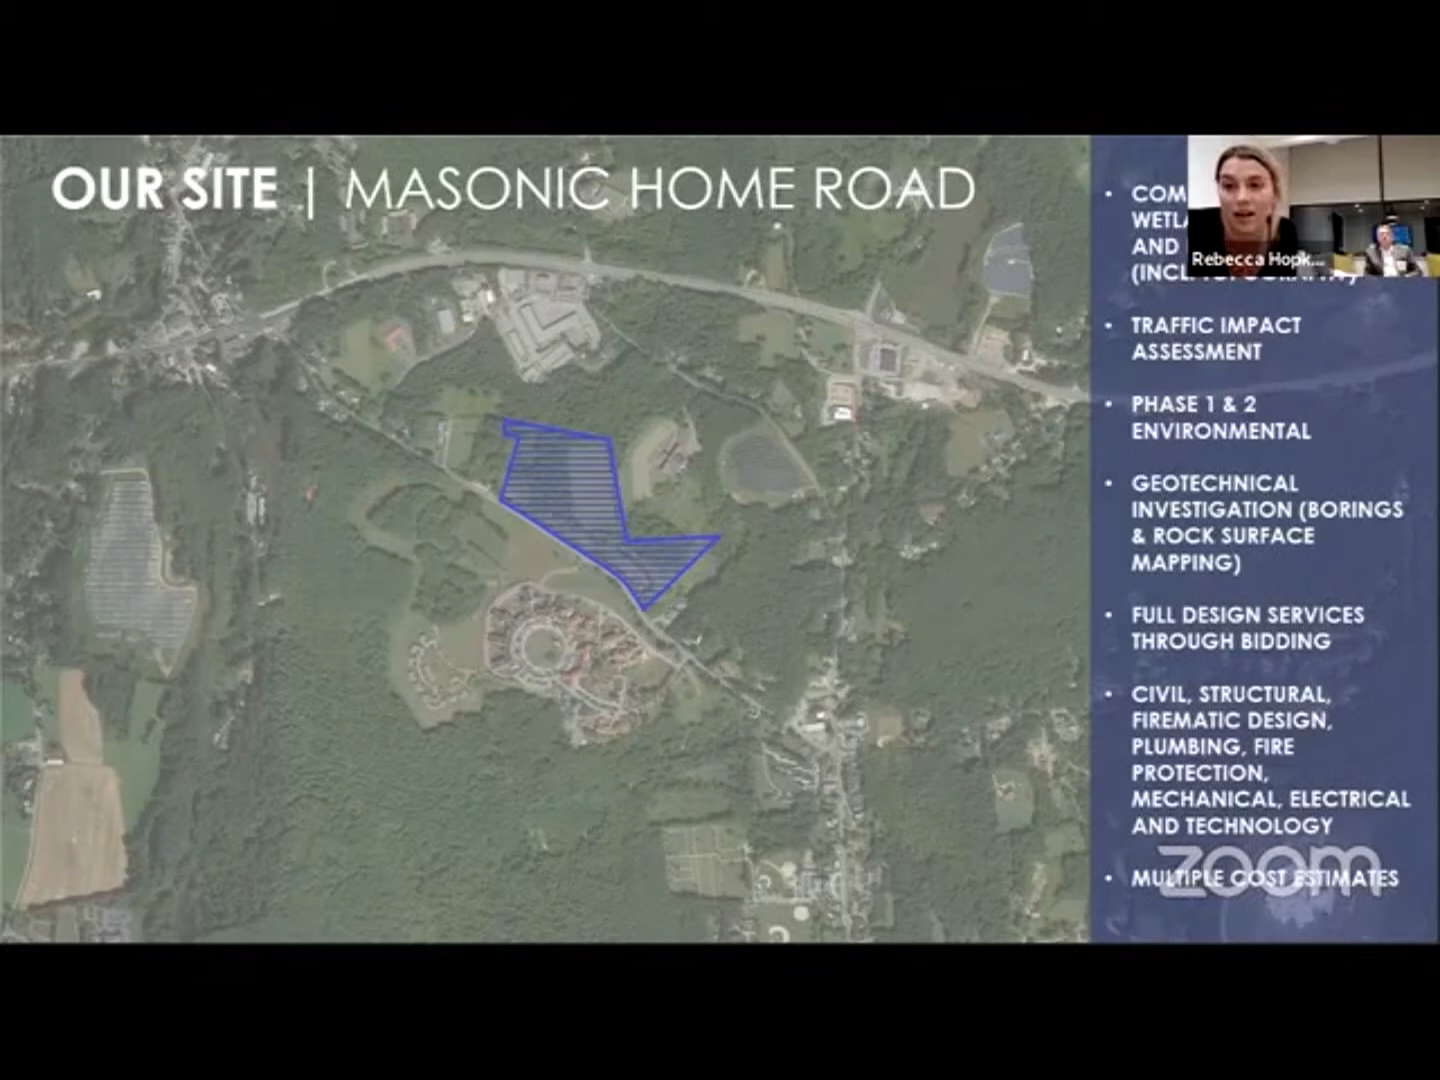 OUR SITE | MASONIC HOME ROAD
Rebecca Hopk...
AND
• TRAFFIC IMPACT
ASSESSMENT
• PHASE 1 & 2
ENVIRONMENTAL
• GEOTECHNICAL
INVESTIGATION (BORINGS
& ROCK SURFACE
MAPPING)
• FULL DESIGN SERVICES
THROUGH BIDDING
• CIVIL, STRUCTURAL,
FIREMATIC DESIGN,
PLUMBING, FIRE
PROTECTION,
MECHANICAL, ELECTRICAL
AND TECHNOLOGY
zoom
• MULTIPLE COST ESTIMATES